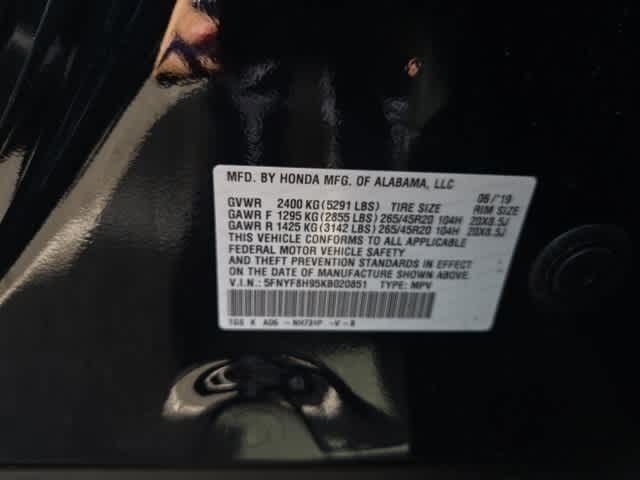 MFD. BY HONDA MFG. OF ALABAMA, LLC
06/'19
GVWR 2400 KG(5291 LBS) TIRE SIZE RIM SIZE
GAWR F 1295 KG(2855 LBS) 265/45R20 104H 20X8.5J
GAWR R 1425 KG(3142 LBS) 265/45R20 104H 20X8.5J
THIS VEHICLE CONFORMS TO ALL APPLICABLE
FEDERAL MOTOR VEHICLE SAFETY AND
THEFT PREVENTION STANDARDS IN EFFECT
ON THE DATE OF MANUFACTURE SHOWN ABOVE.
V.I.N.: 5FNYF8H95KB020851 TYPE: MPV
TGS K A06 -NH731P -V-B